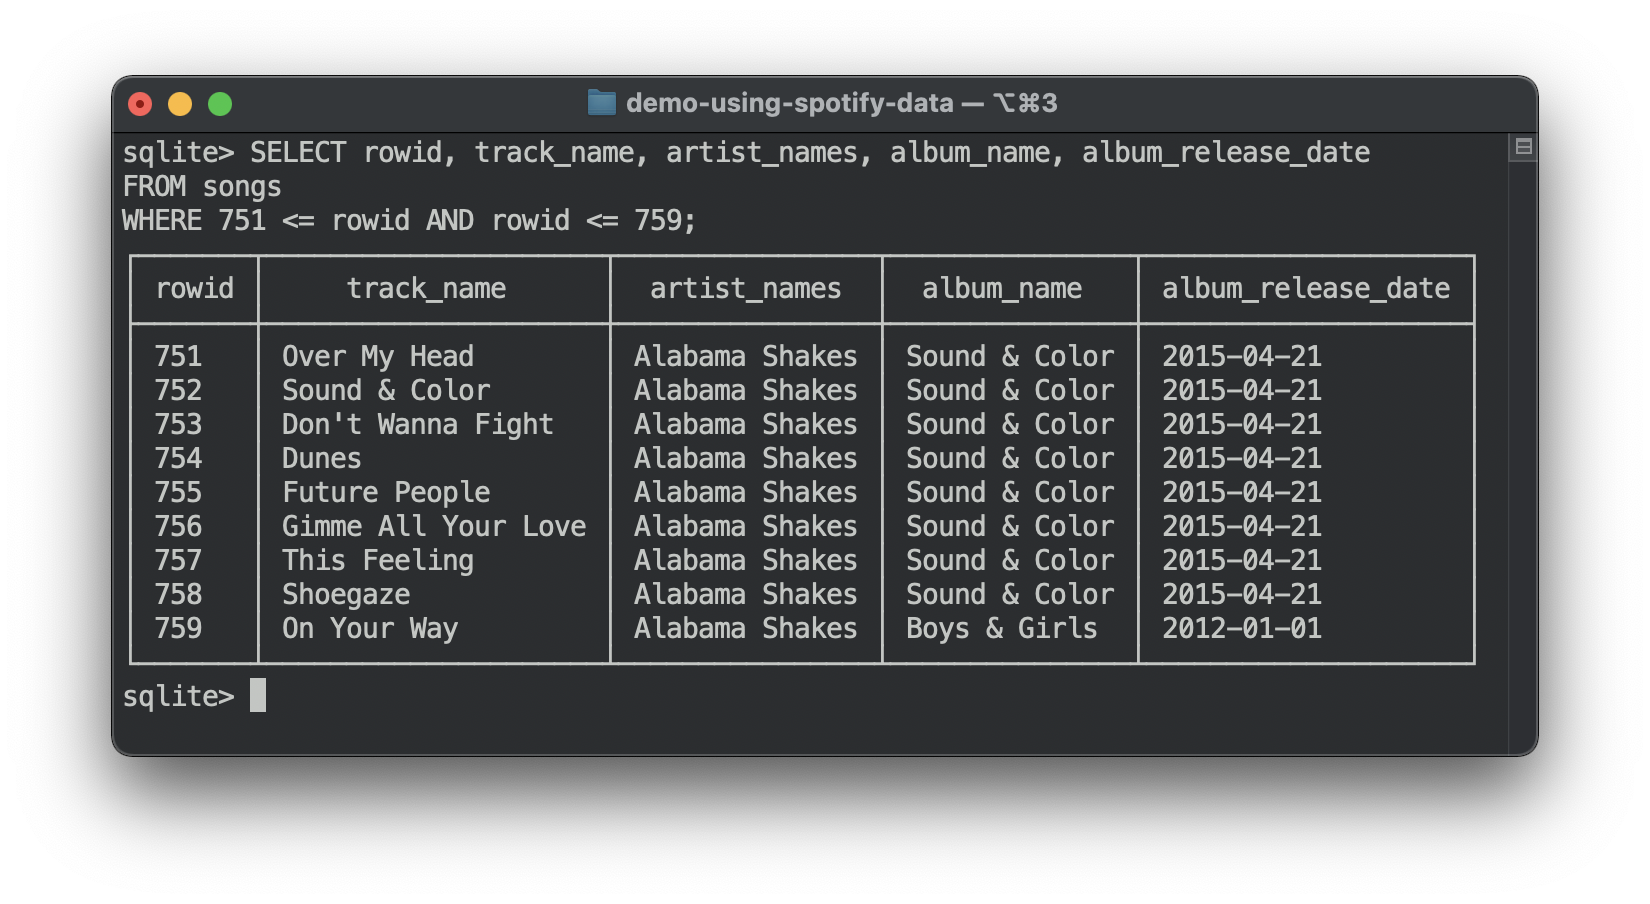 demo-using-spotify-data — ⌥⌘3
sqlite> SELECT rowid, track_name, artist_names, album_name, album_release_date
FROM songs
WHERE 751 <= rowid AND rowid <= 759;
rowid track_name artist_names album_name album_release_date
751 Over My Head Alabama Shakes Sound & Color 2015-04-21
752 Sound & Color Alabama Shakes Sound & Color 2015-04-21
753 Don't Wanna Fight Alabama Shakes Sound & Color 2015-04-21
754 Dunes Alabama Shakes Sound & Color 2015-04-21
755 Future People Alabama Shakes Sound & Color 2015-04-21
756 Gimme All Your Love Alabama Shakes Sound & Color 2015-04-21
757 This Feeling Alabama Shakes Sound & Color 2015-04-21
758 Shoegaze Alabama Shakes Sound & Color 2015-04-21
759 On Your Way Alabama Shakes Boys & Girls 2012-01-01
sqlite>